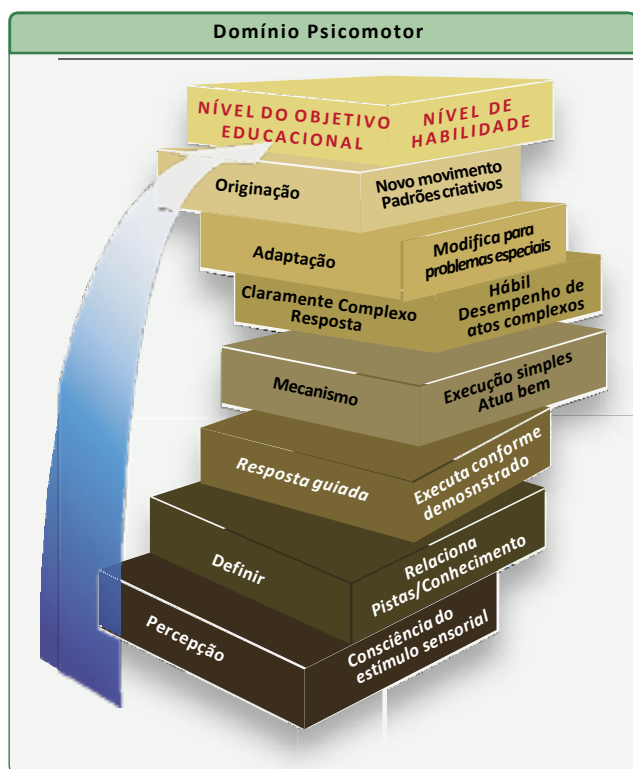 Domínio Psicomotor
NÍVEL DO OBJETIVO
EDUCACIONAL
NÍVEL DE
HABILIDADE
Originação
Novo movimento
Padrões criativos
Adaptação
Modifica para
problemas especiais
Claramente Complexo
Resposta
Hábil
Desempenho de
atos complexos
Mecanismo
Execução simples
Atua bem
Resposta guiada
Executa conforme
demosnstrado
Definir
Relaciona
Pistas/Conhecimento
Percepção
Consciência do
estímulo sensorial